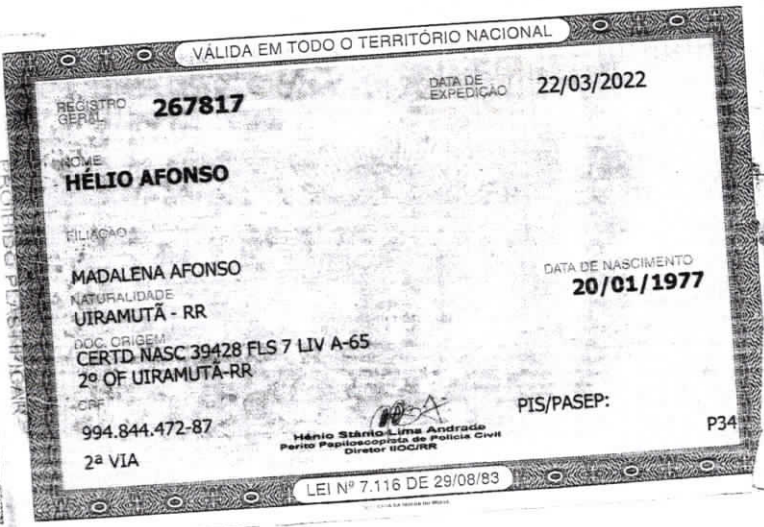 VÁLIDA EM TODO O TERRITÓRIO NACIONAL
REGISTRO GERAL 267817
DATA DE EXPEDIÇÃO 22/03/2022
NOME
HÉLIO AFONSO
FILIAÇÃO
MADALENA AFONSO
NATURALIDADE
UIRAMUTÃ - RR
DATA DE NASCIMENTO
20/01/1977
DOC. ORIGEM
CERTD NASC 39428 FLS 7 LIV A-65
2º OF UIRAMUTÃ-RR
CPF
994.844.472-87
2ª VIA
Hênio Stânio Lima Andrade
Perito Papiloscopista de Polícia Civil
Diretor IIOC/RR
PIS/PASEP:
P34
LEI Nº 7.116 DE 29/08/83
PROIBIDO PLASTIFICAR